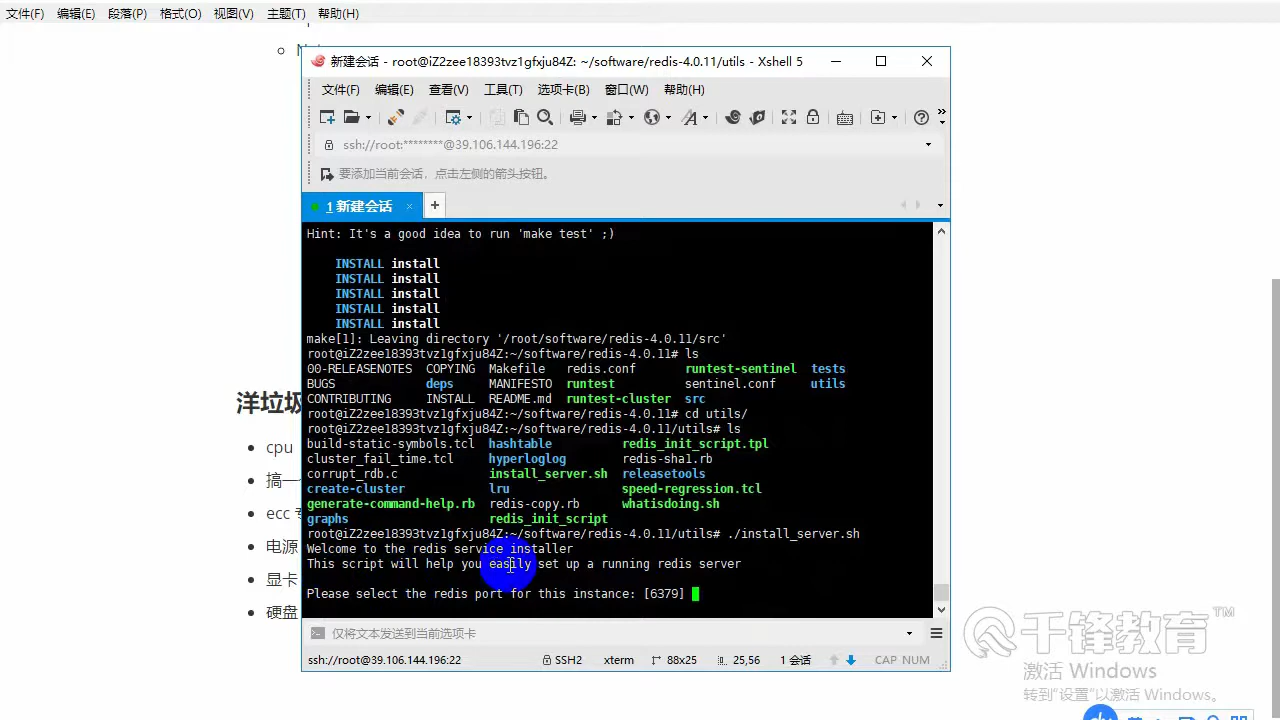 文件(F) 编辑(E) 段落(P) 格式(O) 视图(V) 主题(T) 帮助(H)
新建会话 - root@iZ2zee18393tvz1gfxju84Z: ~/software/redis-4.0.11/utils - Xshell 5
文件(F) 编辑(E) 查看(V) 工具(T) 选项卡(B) 窗口(W) 帮助(H)
ssh://root:********@39.106.144.196:22
要添加当前会话，点击左侧的箭头按钮。
1 新建会话
Hint: It's a good idea to run 'make test' ;)
INSTALL install
INSTALL install
INSTALL install
INSTALL install
INSTALL install
make[1]: Leaving directory '/root/software/redis-4.0.11/src'
root@iZ2zee18393tvz1gfxju84Z:~/software/redis-4.0.11# ls
00-RELEASENOTES COPYING Makefile redis.conf runtest-sentinel tests
BUGS deps MANIFESTO runtest sentinel.conf utils
CONTRIBUTING INSTALL README.md runtest-cluster src
root@iZ2zee18393tvz1gfxju84Z:~/software/redis-4.0.11# cd utils/
root@iZ2zee18393tvz1gfxju84Z:~/software/redis-4.0.11/utils# ls
build-static-symbols.tcl hashtable redis_init_script.tpl
cluster_fail_time.tcl hyperloglog redis-sha1.rb
corrupt_rdb.c install_server.sh releasetools
create-cluster lru speed-regression.tcl
generate-command-help.rb redis-copy.rb whatisdoing.sh
graphs redis_init_script
root@iZ2zee18393tvz1gfxju84Z:~/software/redis-4.0.11/utils# ./install_server.sh
Welcome to the redis service installer
This script will help you easily set up a running redis server
Please select the redis port for this instance: [6379]
仅将文本发送到当前选项卡
ssh://root@39.106.144.196:22 SSH2 xterm 88x25 25,56 1 会话 CAP NUM
洋垃圾
cpu
搞一
ecc
电源
显卡
硬盘
千锋教育 TM
激活 Windows
转到"设置"以激活 Windows。